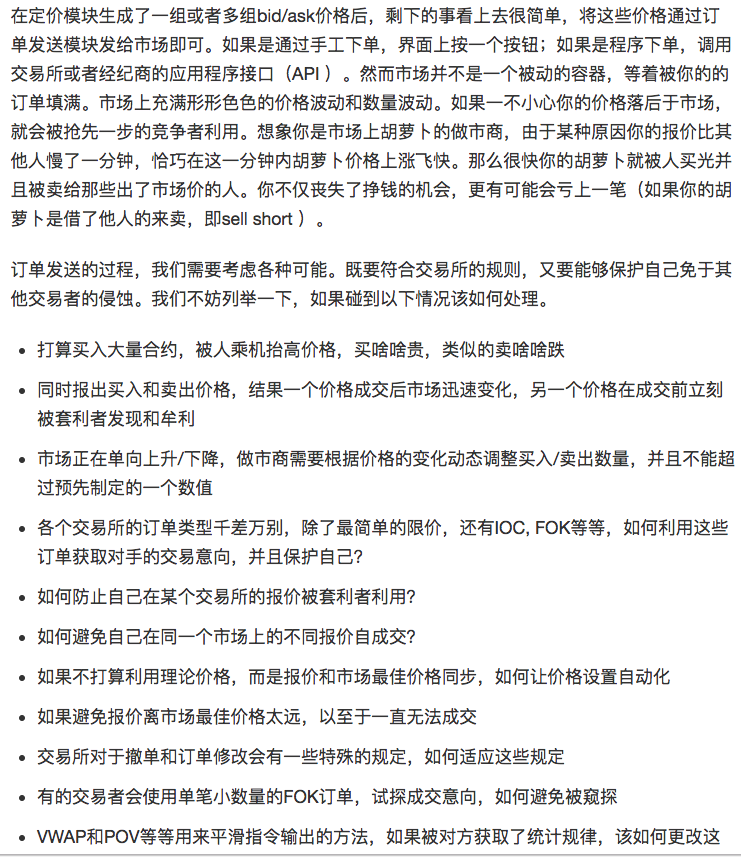 在定价模块生成了一组或者多组bid/ask价格后，剩下的事看上去很简单，将这些价格通过订
单发送模块发给市场即可。如果是通过手工下单，界面上按一个按钮；如果是程序下单，调用
交易所或者经纪商的应用程序接口（API ）。然而市场并不是一个被动的容器，等着被你的的
订单填满。市场上充满形形色色的价格波动和数量波动。如果一不小心你的价格落后于市场，
就会被抢先一步的竞争者利用。想象你是市场上胡萝卜的做市商，由于某种原因你的报价比其
他人慢了一分钟，恰巧在这一分钟内胡萝卜价格上涨飞快。那么很快你的胡萝卜就被人买光并
且被卖给那些出了市场价的人。你不仅丧失了挣钱的机会，更有可能会亏上一笔（如果你的胡
萝卜是借了他人的来卖，即sell short ）。
订单发送的过程，我们需要考虑各种可能。既要符合交易所的规则，又要能够保护自己免于其
他交易者的侵蚀。我们不妨列举一下，如果碰到以下情况该如何处理。
• 打算买入大量合约，被人乘机抬高价格，买啥啥贵，类似的卖啥啥跌
• 同时报出买入和卖出价格，结果一个价格成交后市场迅速变化，另一个价格在成交前立刻
被套利者发现和牟利
• 市场正在单向上升/下降，做市商需要根据价格的变化动态调整买入/卖出数量，并且不能超
过预先制定的一个数值
• 各个交易所的订单类型千差万别，除了最简单的限价，还有IOC, FOK等等，如何利用这些
订单获取对手的交易意向，并且保护自己？
• 如何防止自己在某个交易所的报价被套利者利用？
• 如何避免自己在同一个市场上的不同报价自成交？
• 如果不打算利用理论价格，而是报价和市场最佳价格同步，如何让价格设置自动化
• 如果避免报价离市场最佳价格太远，以至于一直无法成交
• 交易所对于撤单和订单修改会有一些特殊的规定，如何适应这些规定
• 有的交易者会使用单笔小数量的FOK订单，试探成交意向，如何避免被窥探
• VWAP和POV等等用来平滑指令输出的方法，如果被对方获取了统计规律，该如何更改这